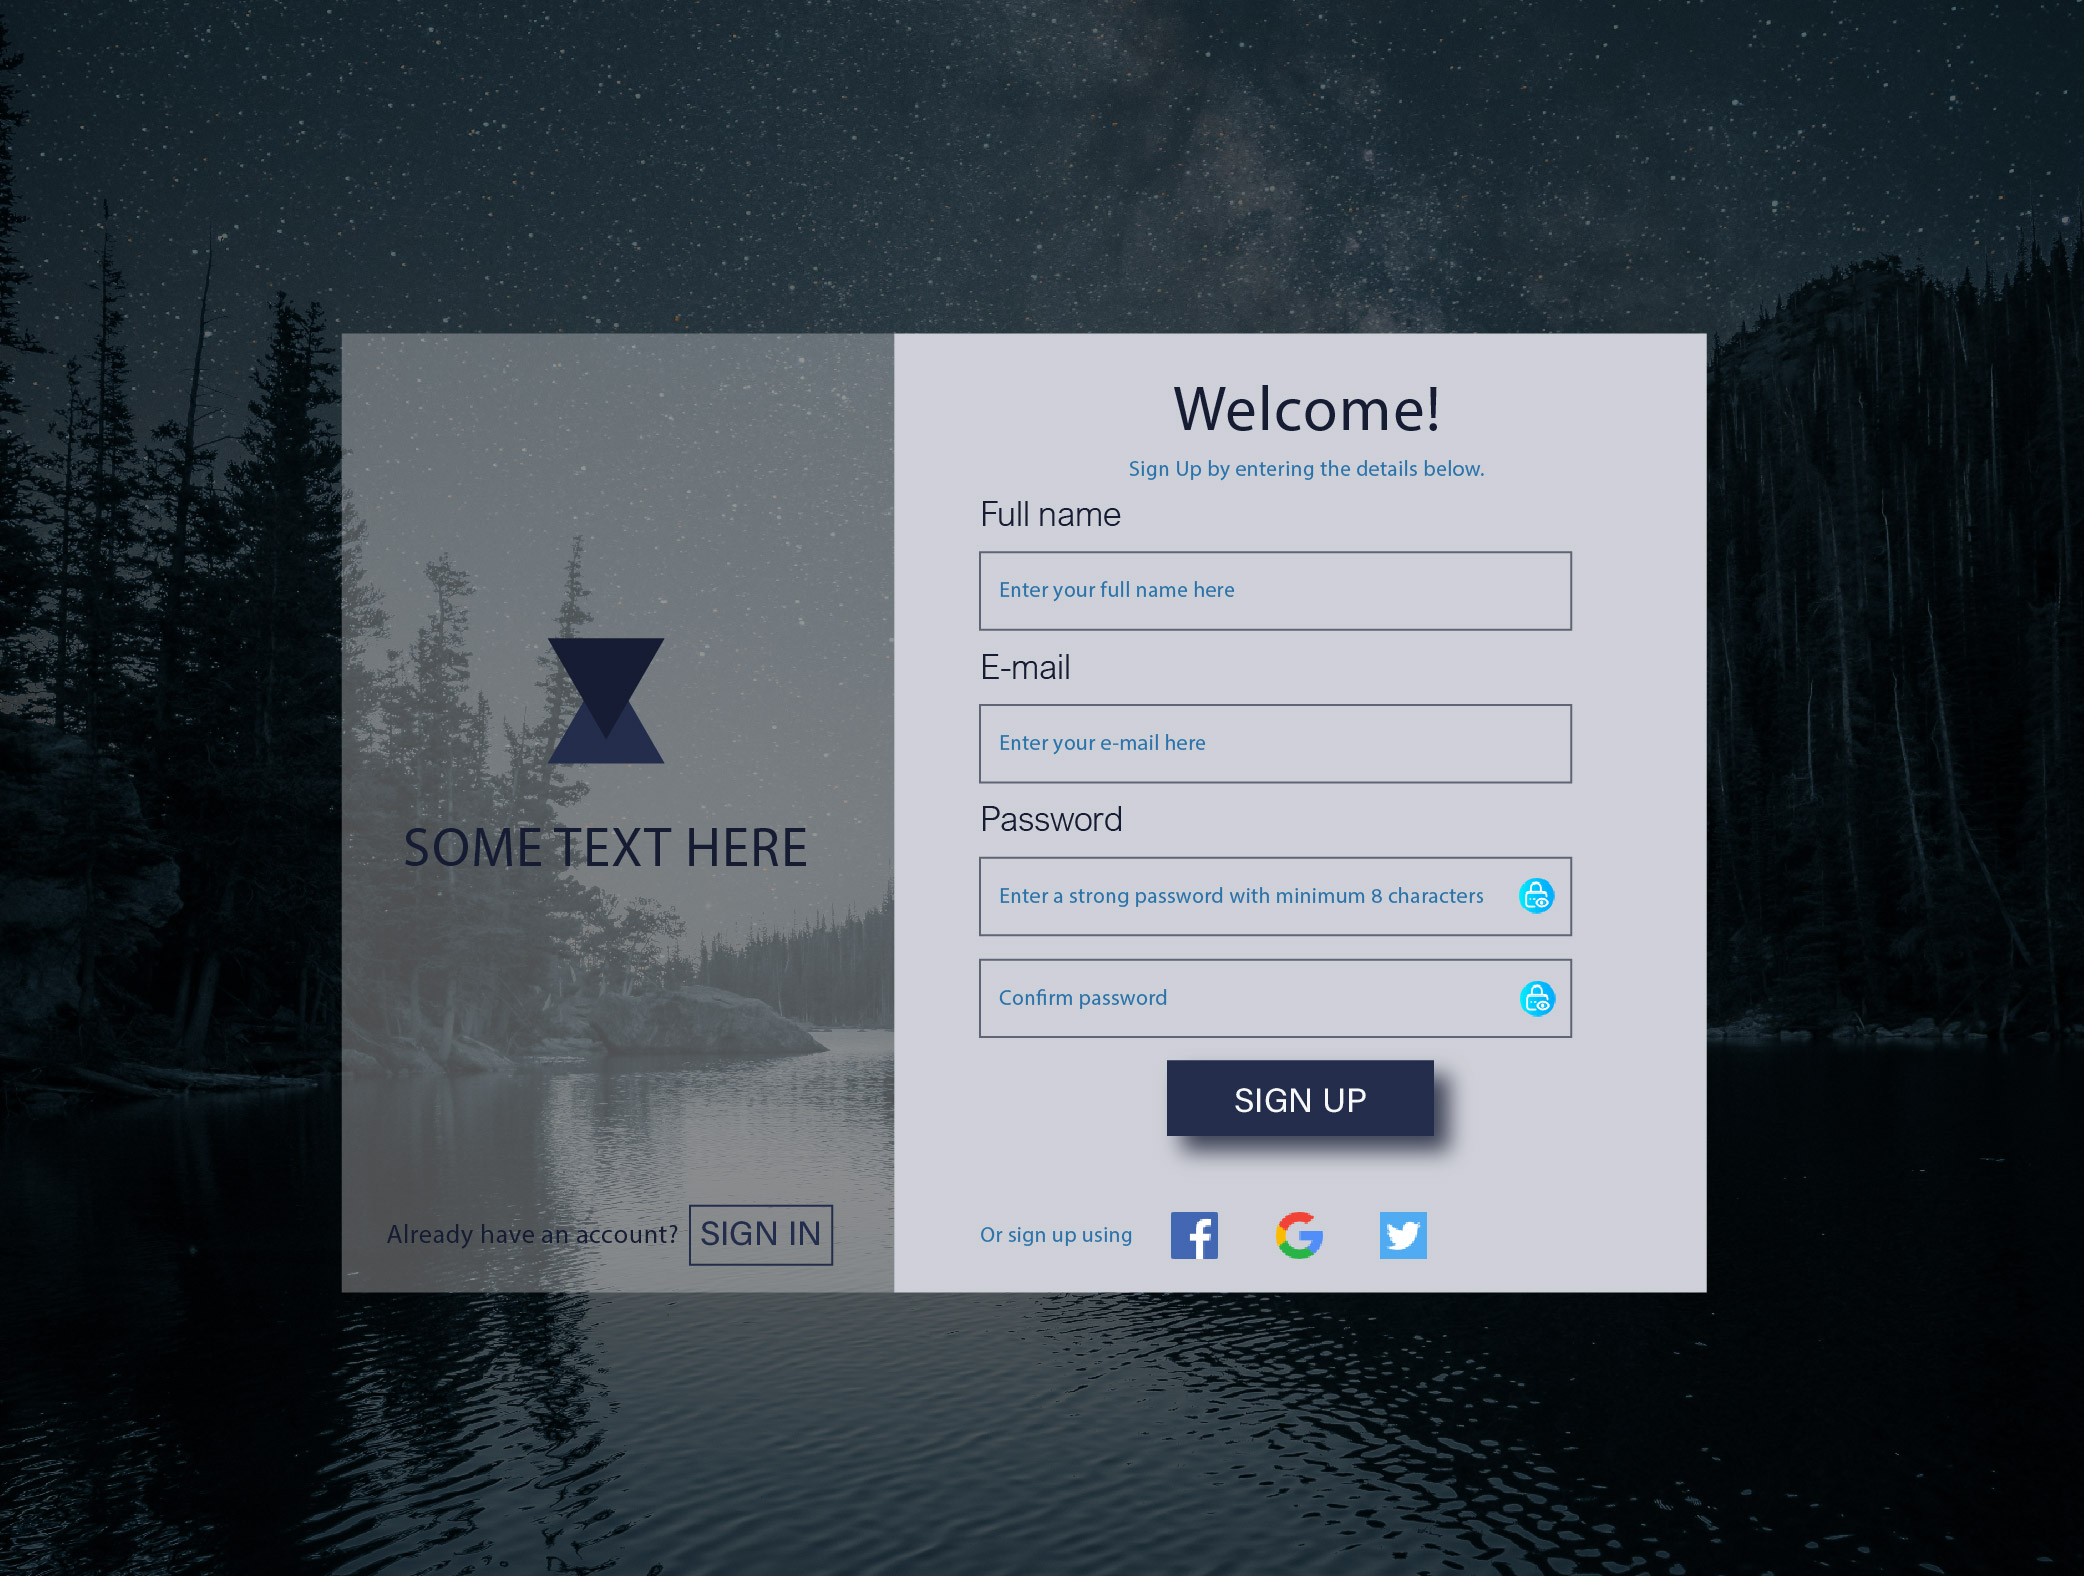 Welcome!
Sign Up by entering the details below.
Full name
Enter your full name here
E-mail
Enter your e-mail here
Password
Enter a strong password with minimum 8 characters
Confirm password
SIGN UP
Or sign up using
SOME TEXT HERE
Already have an account? SIGN IN